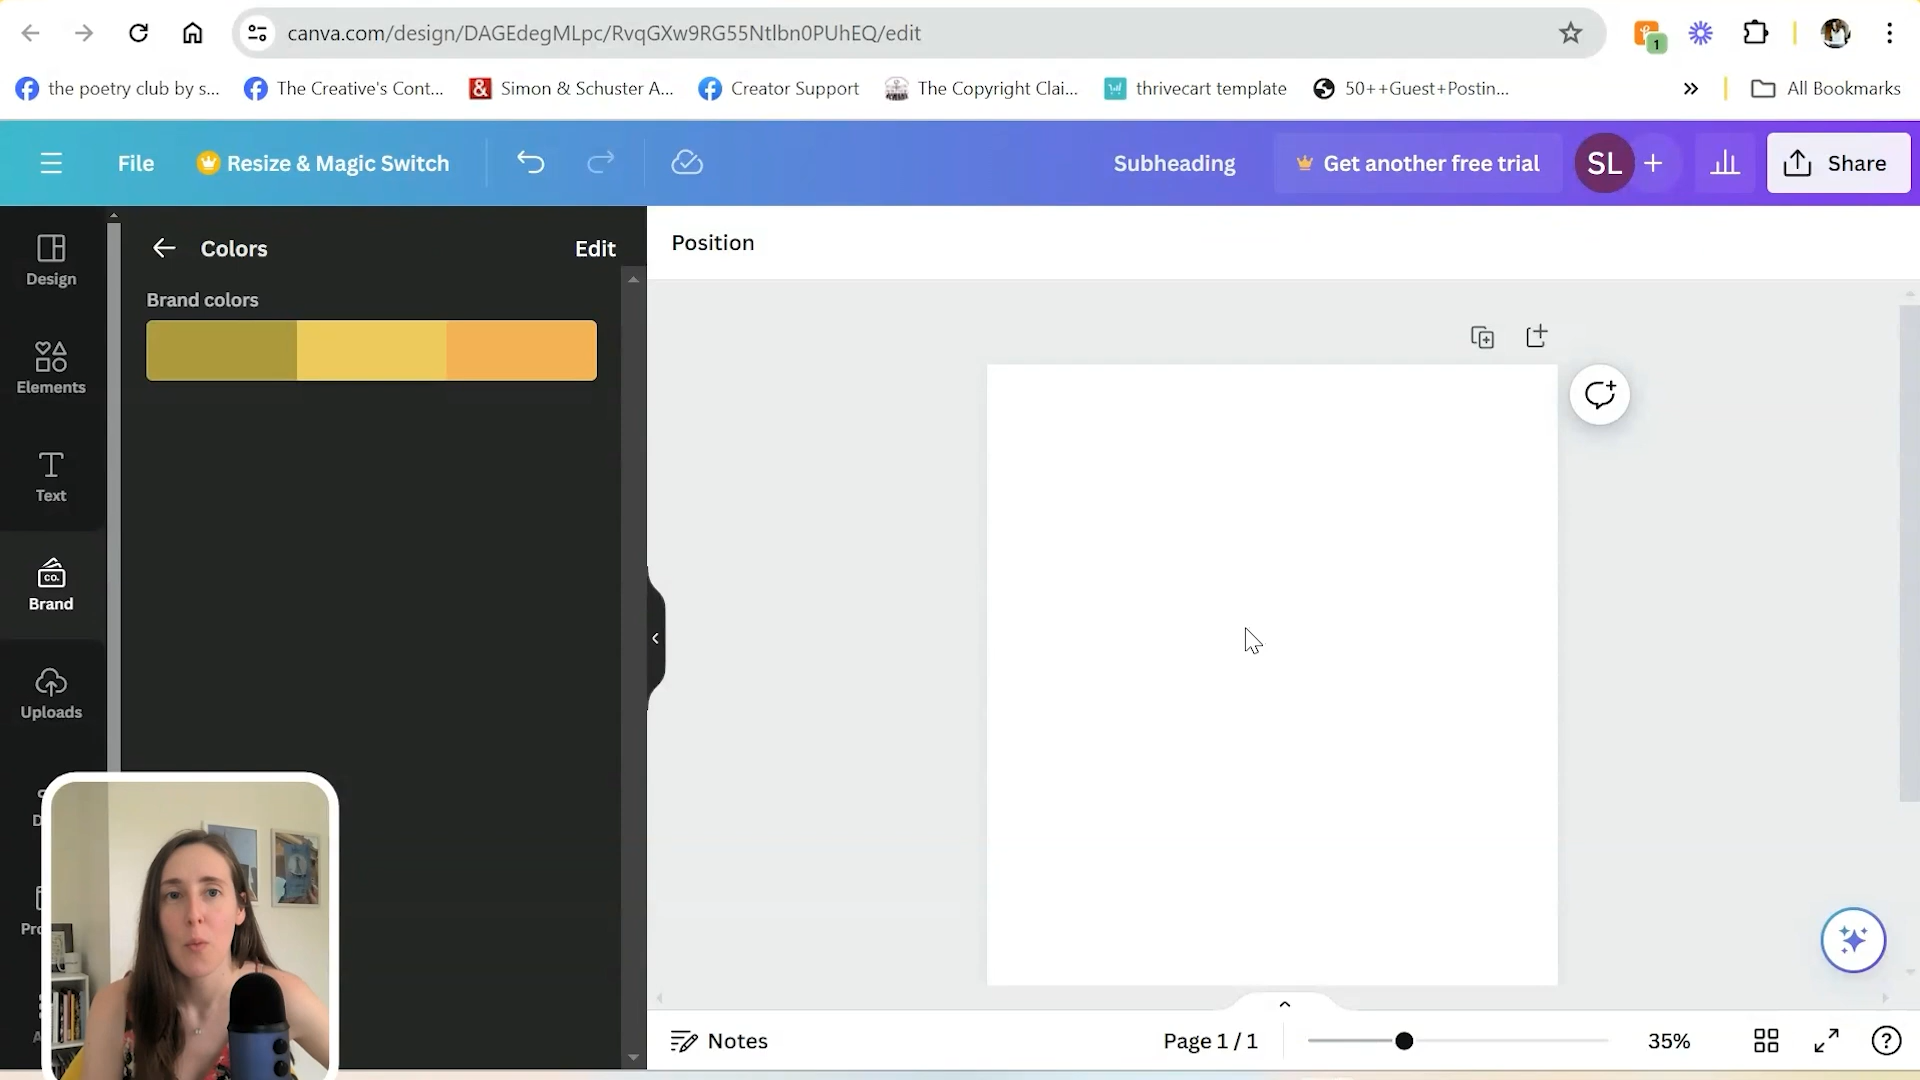 canva.com/design/DAGEdegMLpc/RvqGXw9RG55Ntlbn0PUhEQ/edit
1
the poetry club by s...
The Creative's Cont...
Simon & Schuster A...
Creator Support
The Copyright Clai...
thrivecart template
50++Guest+Postin...
All Bookmarks
File
Resize & Magic Switch
Subheading
Get another free trial
SL
Share
Design
Elements
Text
CO.
Brand
Uploads
Colors
Edit
Brand colors
Position
Notes
Page 1 / 1
35%